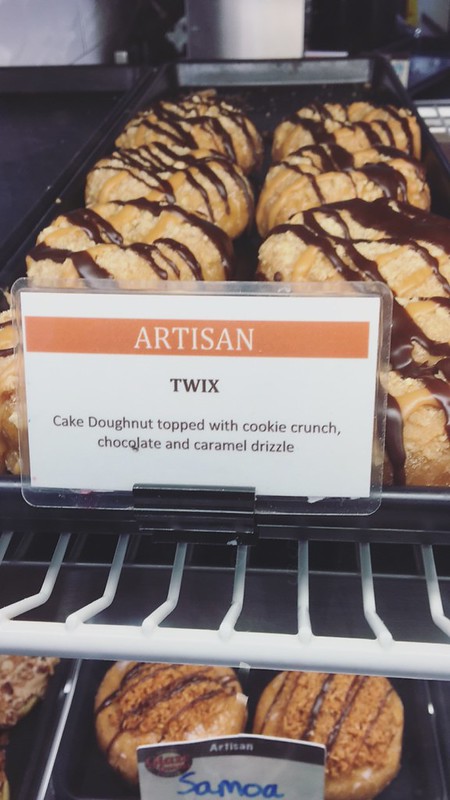 ARTISAN
TWIX
Cake Doughnut topped with cookie crunch,
chocolate and caramel drizzle
Artisan
Samoa